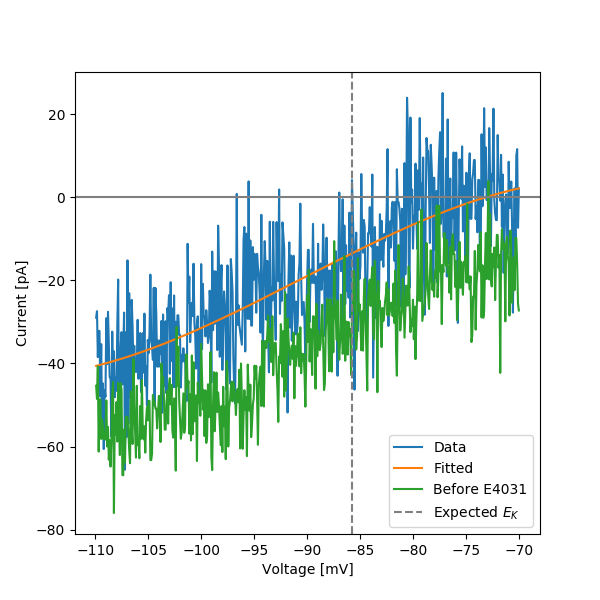 20
0
−20
−40
−60
−80
Current [pA]
−110
−105
−100
−95
−90
−85
−80
−75
−70
Voltage [mV]
Data
Fitted
Before E4031
Expected $E_K$